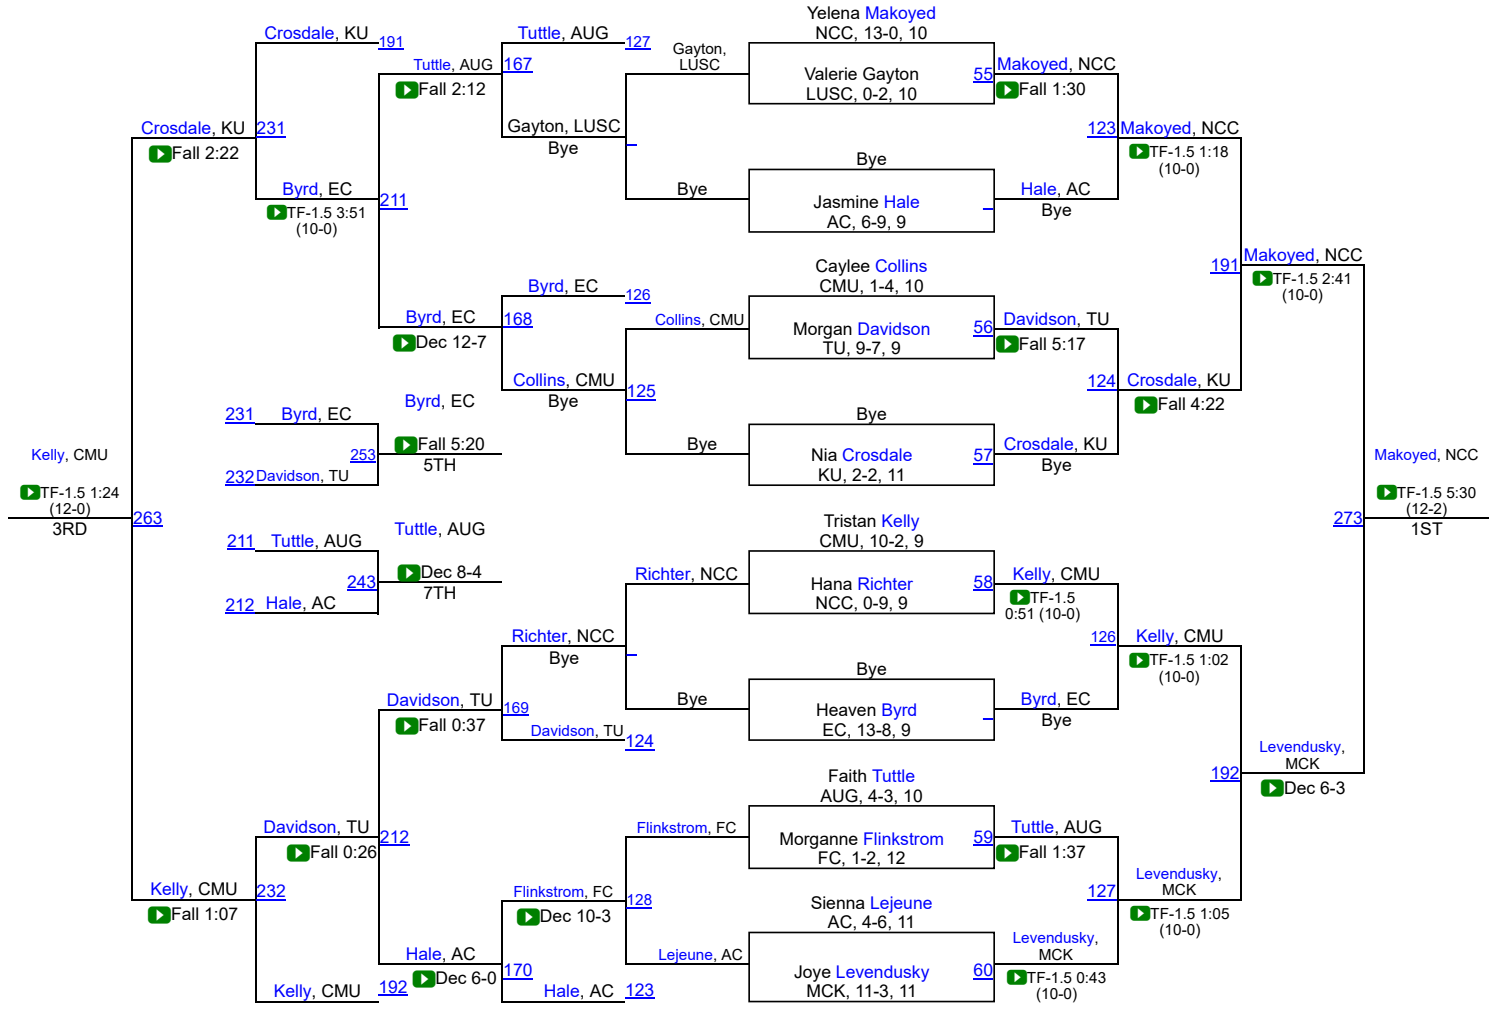 Yelena Makoyed
NCC, 13-0, 10
Valerie Gayton
LUSC, 0-2, 10
55
Bye
Jasmine Hale
AC, 6-9, 9
Caylee Collins
CMU, 1-4, 10
Morgan Davidson
TU, 9-7, 9
56
Bye
Nia Crosdale
KU, 2-2, 11
57
Tristan Kelly
CMU, 10-2, 9
Hana Richter
NCC, 0-9, 9
58
Bye
Heaven Byrd
EC, 13-8, 9
Faith Tuttle
AUG, 4-3, 10
Morganne Flinkstrom
FC, 1-2, 12
59
Sienna Lejeune
AC, 4-6, 11
Joye Levendusky
MCK, 11-3, 11
60
Makoyed, NCC
Fall 1:30
123
Hale, AC
Bye
Davidson, TU
Fall 5:17
124
Crosdale, KU
Bye
Kelly, CMU
TF-1.5
0:51 (10-0)
126
Byrd, EC
Bye
Tuttle, AUG
Fall 1:37
127
Levendusky,
MCK
TF-1.5 0:43
(10-0)
Makoyed, NCC
TF-1.5 1:18
(10-0)
191
Crosdale, KU
Fall 4:22
Kelly, CMU
TF-1.5 1:02
(10-0)
192
Levendusky,
MCK
TF-1.5 1:05
(10-0)
Makoyed, NCC
TF-1.5 2:41
(10-0)
273
Levendusky,
MCK
Dec 6-3
Makoyed, NCC
TF-1.5 5:30
(12-2)
1ST
Gayton,
LUSC
Bye
Collins, CMU
125
Bye
Richter, NCC
Bye
Flinkstrom, FC
128
Lejeune, AC
Tuttle, AUG
127
167
Gayton, LUSC
Bye
Byrd, EC
126
168
Collins, CMU
Bye
Richter, NCC
Bye
169
Davidson, TU
124
Flinkstrom, FC
Dec 10-3
170
Hale, AC
123
Tuttle, AUG
Fall 2:12
211
Byrd, EC
Dec 12-7
Davidson, TU
Fall 0:37
212
Hale, AC
Dec 6-0
Crosdale, KU
191
231
Byrd, EC
TF-1.5 3:51
(10-0)
Davidson, TU
Fall 0:26
232
Kelly, CMU
192
Crosdale, KU
Fall 2:22
263
Kelly, CMU
Fall 1:07
Kelly, CMU
TF-1.5 1:24
(12-0)
3RD
231
Byrd, EC
253
232
Davidson, TU
Byrd, EC
Fall 5:20
5TH
211
Tuttle, AUG
243
212
Hale, AC
Tuttle, AUG
Dec 8-4
7TH